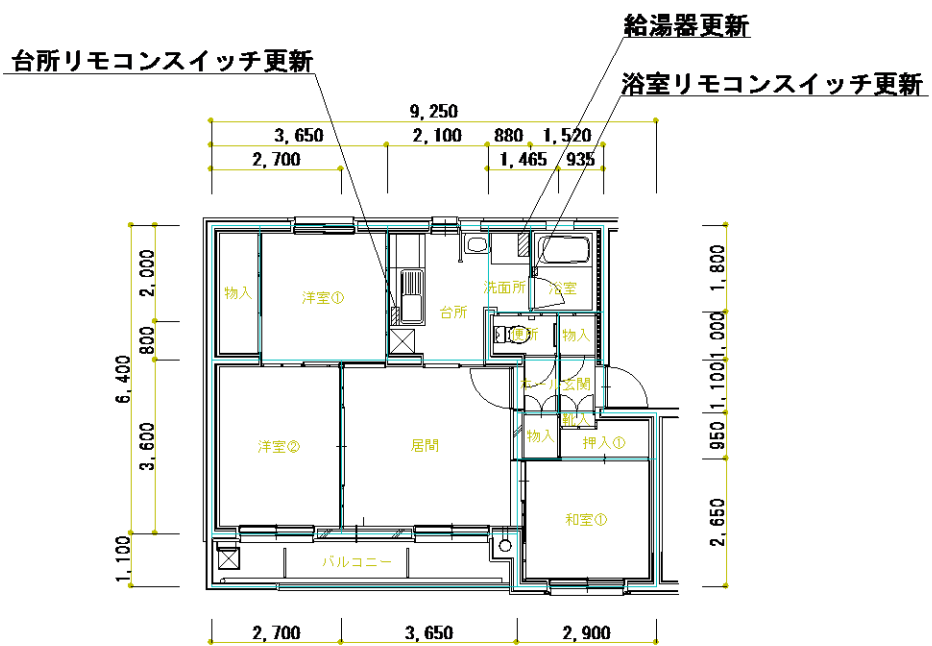 給湯器更新
台所リモコンスイッチ更新
浴室リモコンスイッチ更新
9,250
3,650
2,100
880
1,520
2,700
1,465
935
2,000
800
6,400
3,600
1,100
1,800
1,000
1,100
950
2,650
物入
洋室①
台所
洗面所
浴室
便所
物入
ホール
玄関
靴入
洋室②
居間
物入
押入①
和室①
バルコニー
2,700
3,650
2,900